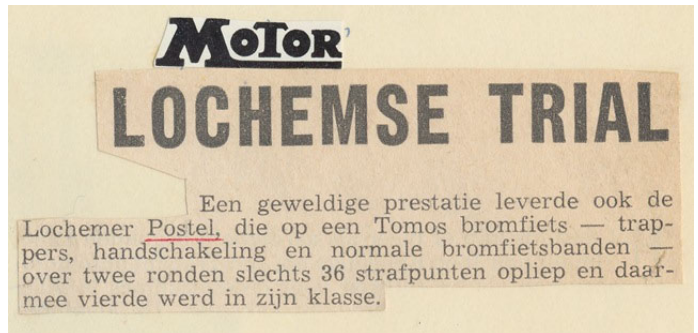 MOTOR
LOCHEMSE TRIAL
Een geweldige prestatie leverde ook de
Lochemer Postel, die op een Tomos bromfiets — trap-
pers, handschakeling en normale bromfietsbanden —
over twee ronden slechts 36 strafpunten opliep en daar-
mee vierde werd in zijn klasse.